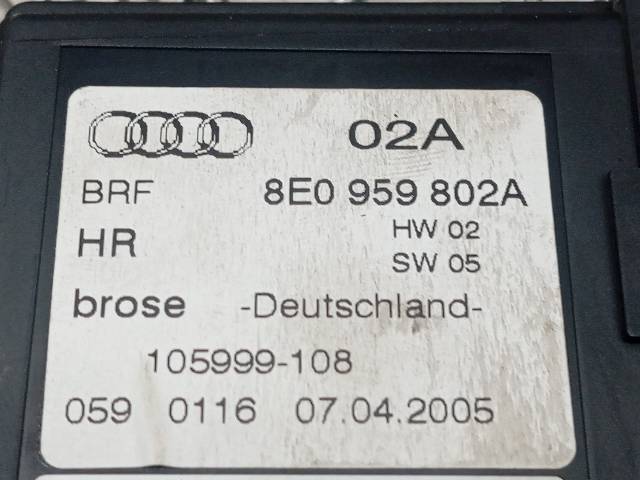 02A
BRF 8E0 959 802A
HR HW 02
SW 05
brose -Deutschland-
105999-108
059 0116 07.04.2005